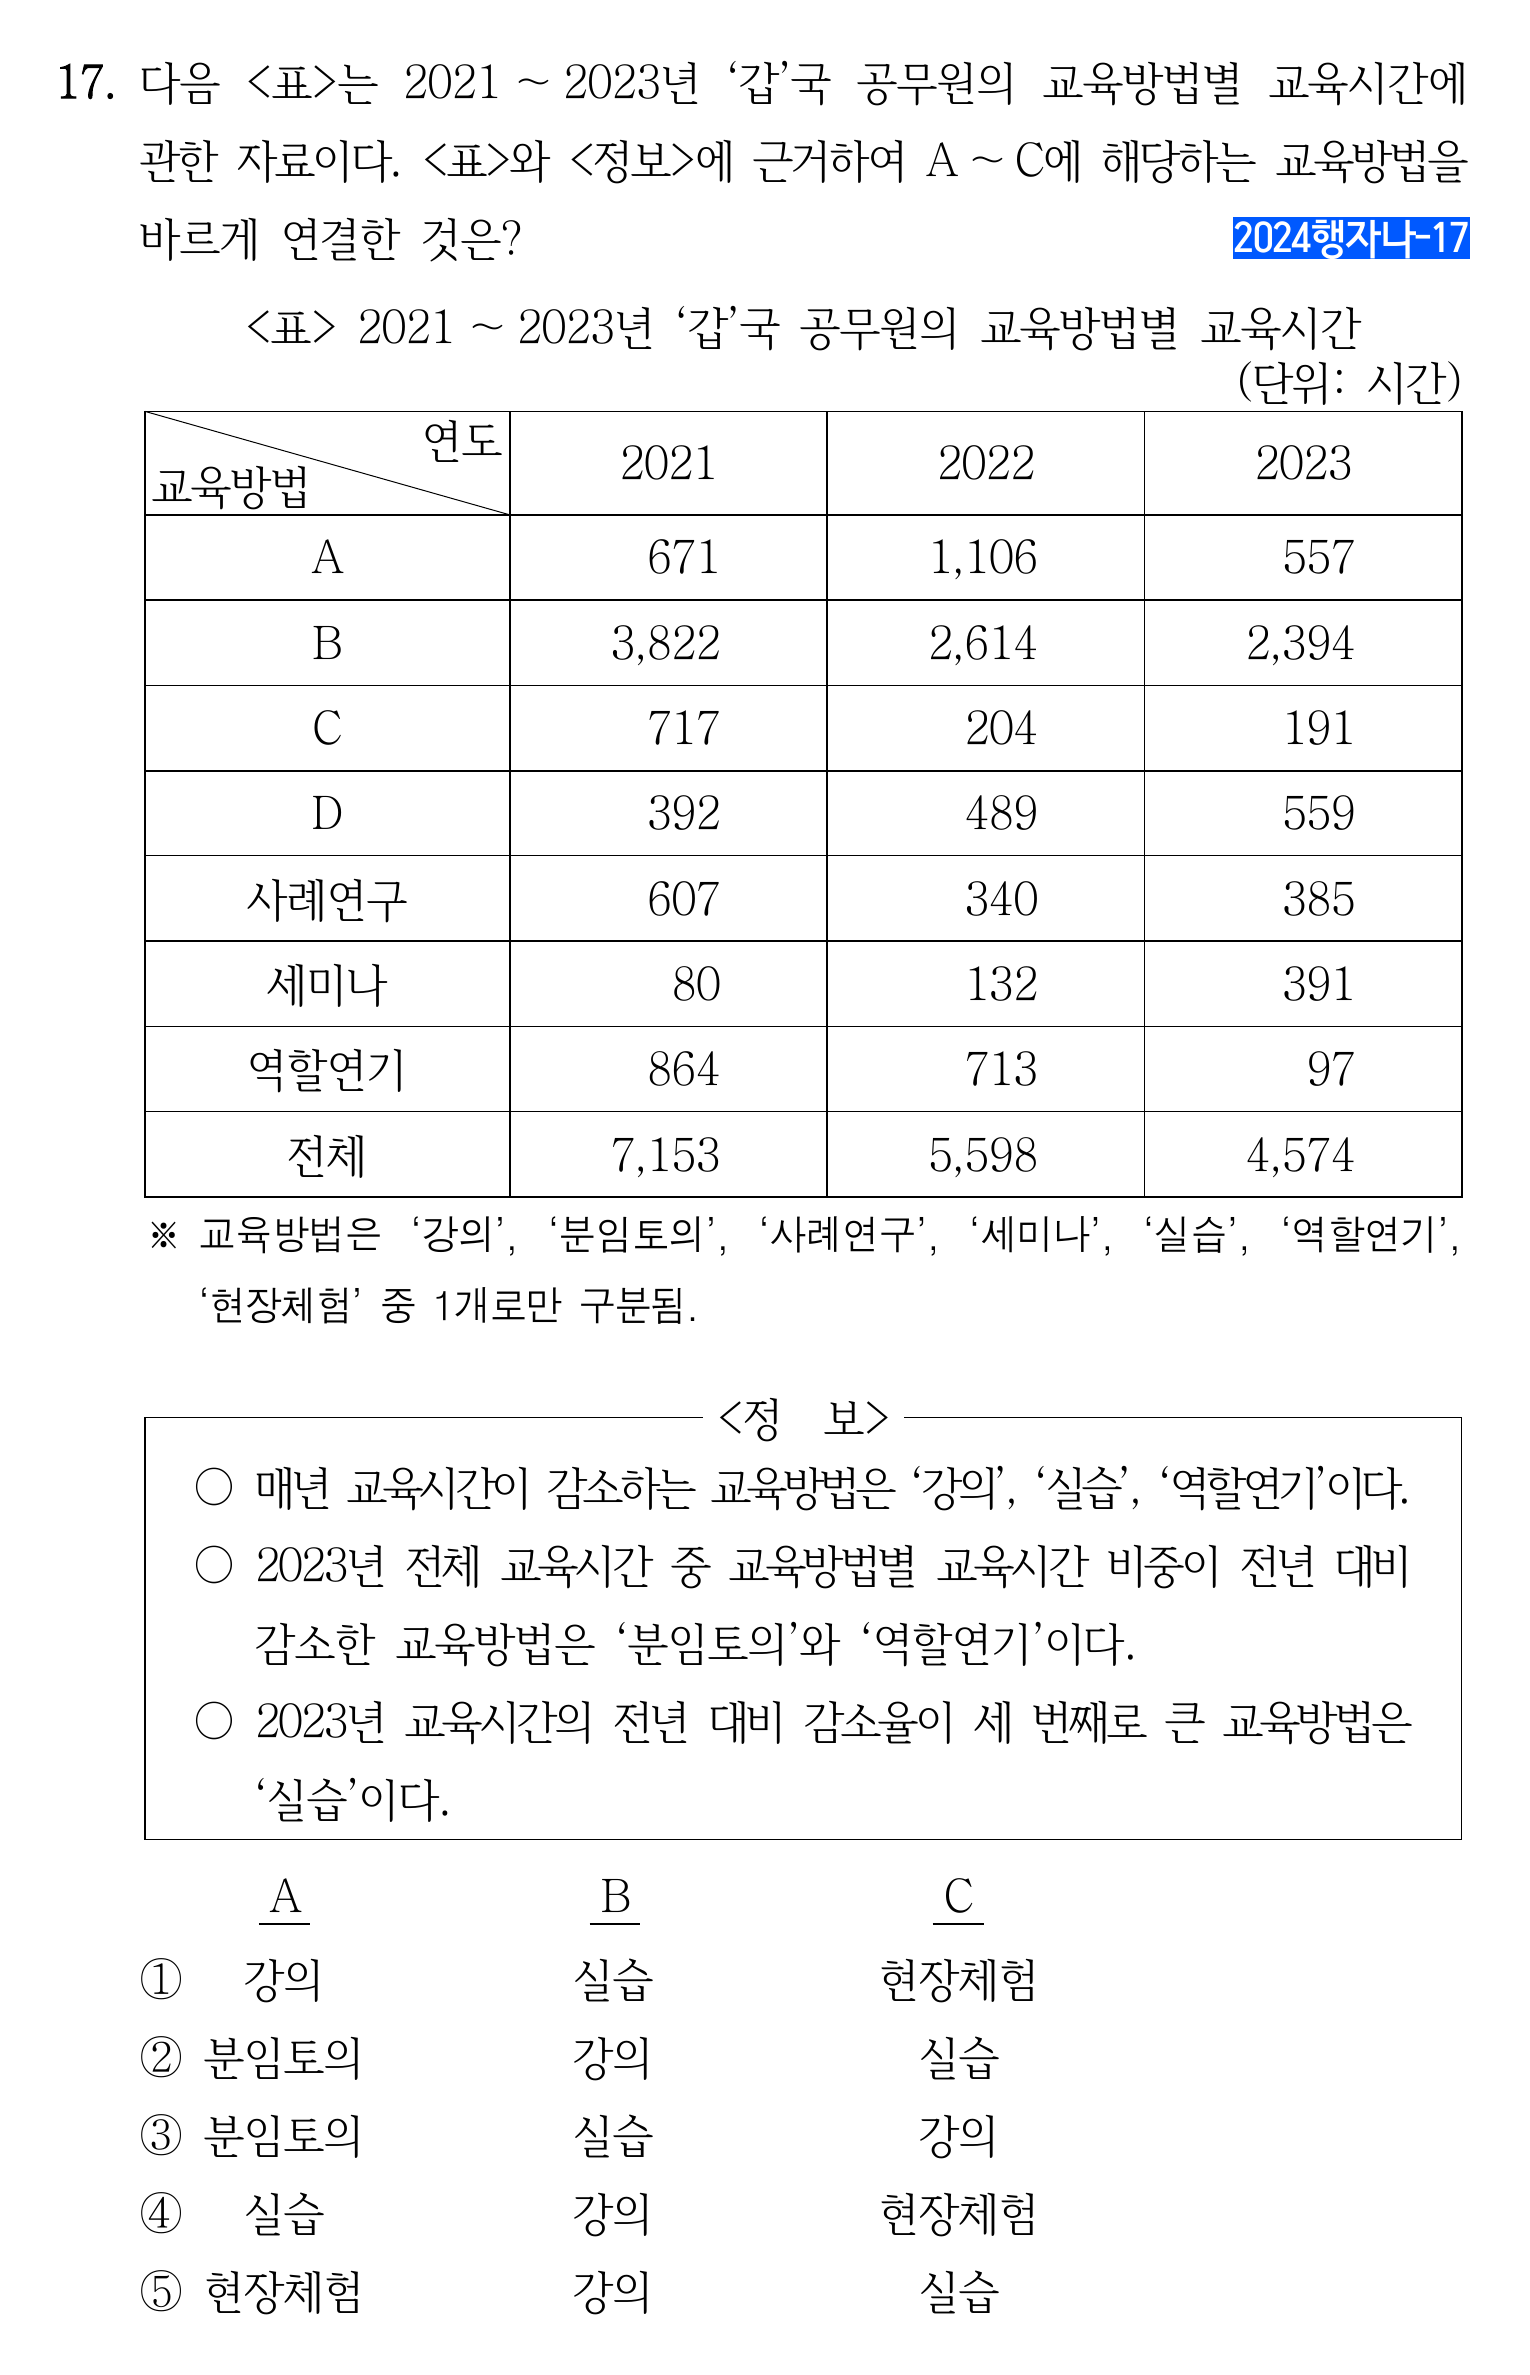 17. 다음 <표>는 2021 ~ 2023년 ‘갑’국 공무원의 교육방법별 교육시간에
관한 자료이다. <표>와 <정보>에 근거하여 A ~ C에 해당하는 교육방법을
바르게 연결한 것은?
2024행자나-17
<표> 2021 ~ 2023년 ‘갑’국 공무원의 교육방법별 교육시간
(단위: 시간)
연도
교육방법 2021 2022 2023
A 671 1,106 557
B 3,822 2,614 2,394
C 717 204 191
D 392 489 559
사례연구 607 340 385
세미나 80 132 391
역할연기 864 713 97
전체 7,153 5,598 4,574
※ 교육방법은 ‘강의’, ‘분임토의’, ‘사례연구’, ‘세미나’, ‘실습’, ‘역할연기’,
‘현장체험’ 중 1개로만 구분됨.
<정 보>
○ 매년 교육시간이 감소하는 교육방법은 ‘강의’, ‘실습’, ‘역할연기’이다.
○ 2023년 전체 교육시간 중 교육방법별 교육시간 비중이 전년 대비
감소한 교육방법은 ‘분임토의’와 ‘역할연기’이다.
○ 2023년 교육시간의 전년 대비 감소율이 세 번째로 큰 교육방법은
‘실습’이다.
A B C
① 강의 실습 현장체험
② 분임토의 강의 실습
③ 분임토의 실습 강의
④ 실습 강의 현장체험
⑤ 현장체험 강의 실습